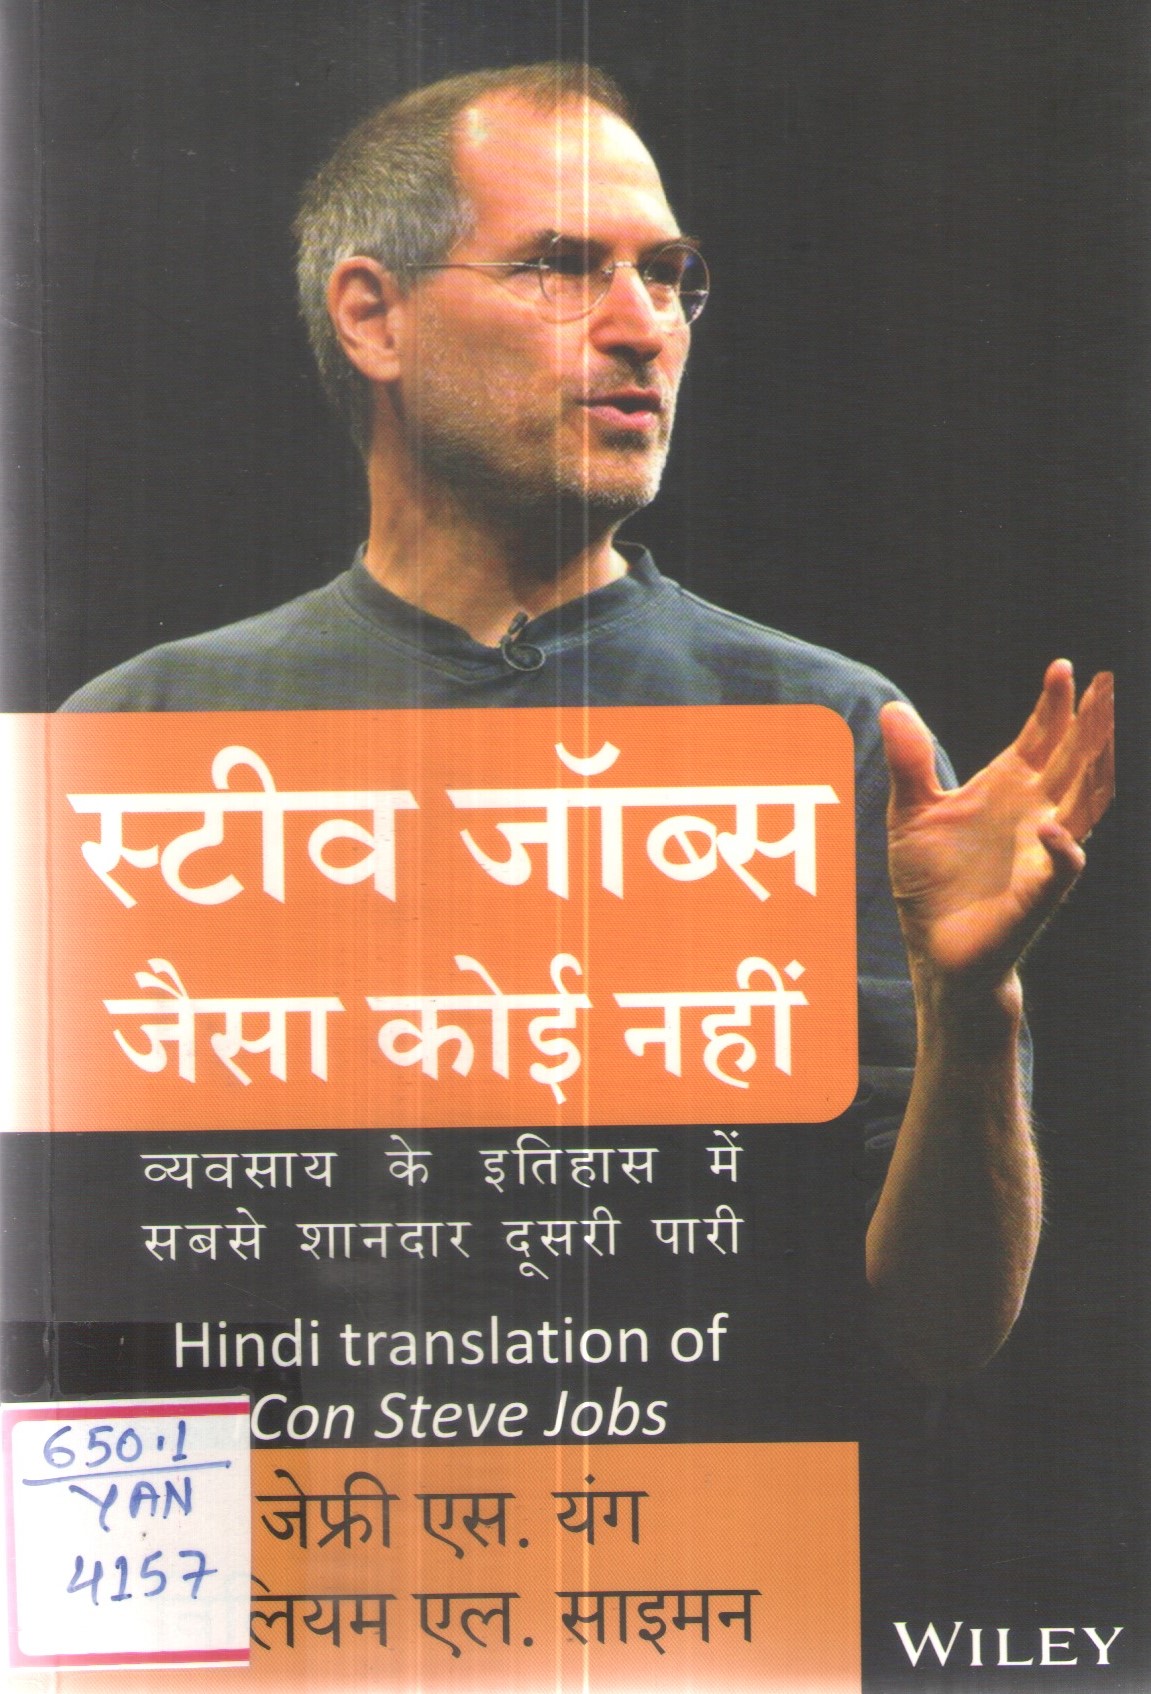 स्टीव जॉब्स
जैसा कोई नहीं
व्यवसाय के इतिहास में
सबसे शानदार दूसरी पारी
Hindi translation of
Con Steve Jobs
650.1
YAN
4157
जेफ्री एस. यंग
लियम एल. साइमन
WILEY